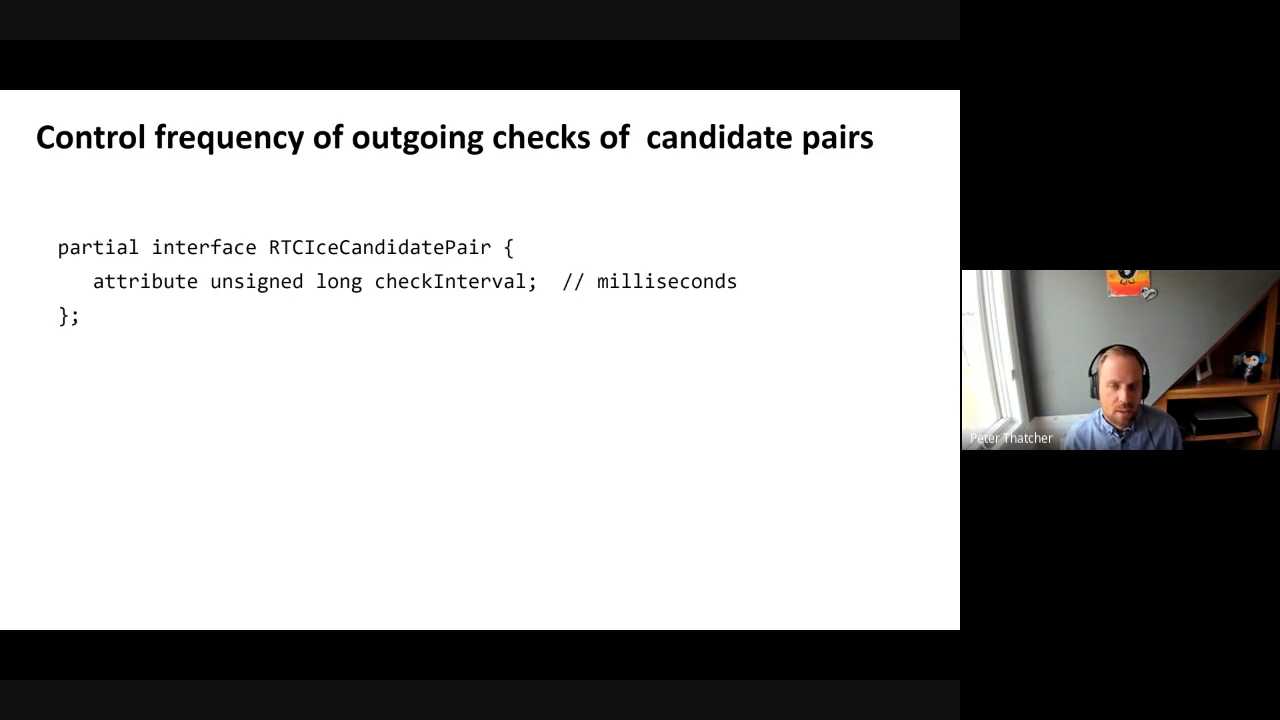 Control frequency of outgoing checks of  candidate pairs
partial interface RTCIceCandidatePair {
   attribute unsigned long checkInterval;  // milliseconds
};
Peter Thatcher